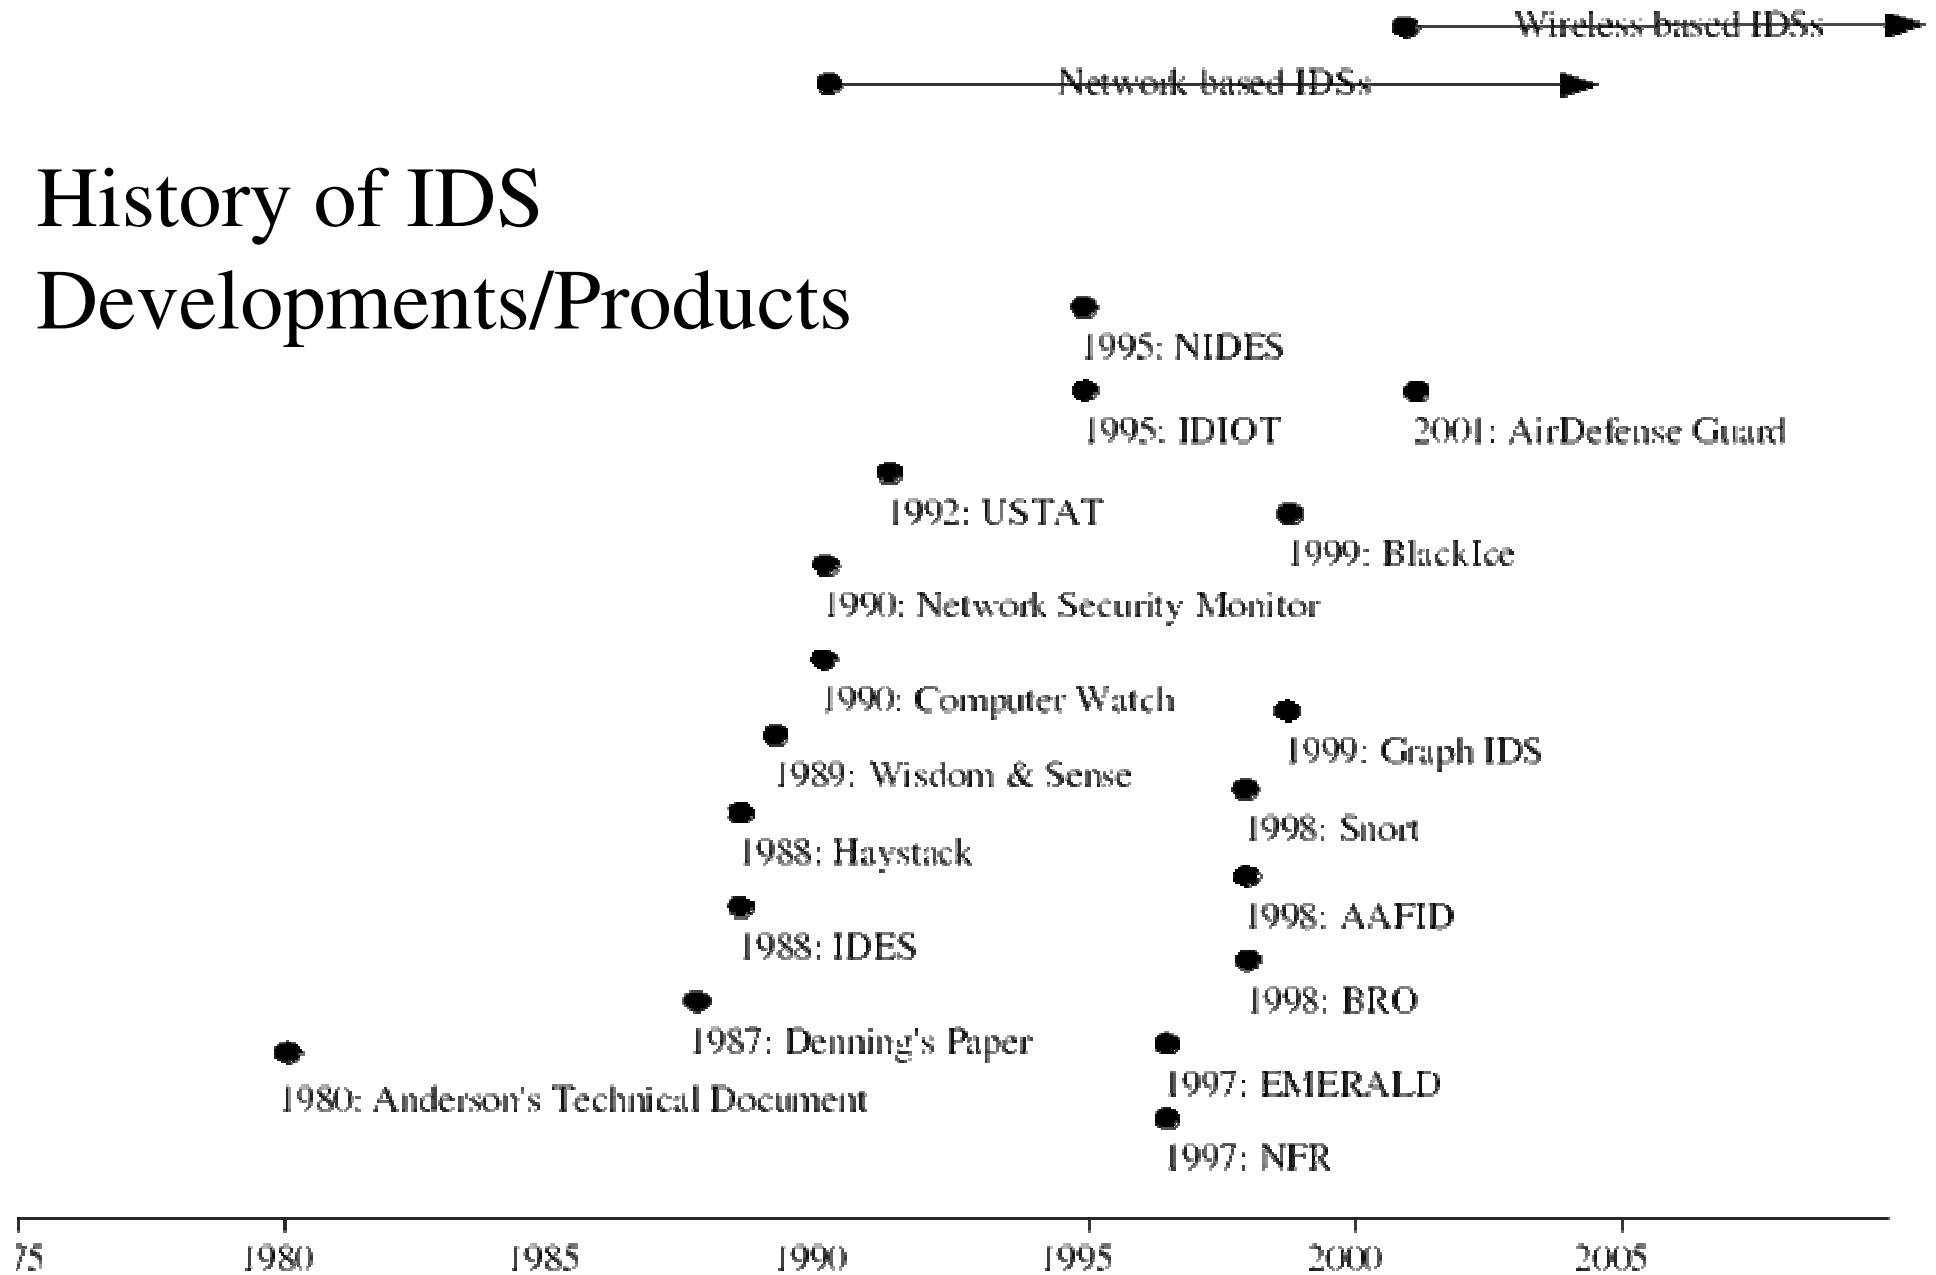 Wireless based IDSs
Network based IDSs
History of IDS
Developments/Products
1995: NIDES
1995: IDIOT
2001: AirDefense Guard
1992: USTAT
1999: BlackIce
1990: Network Security Monitor
1990: Computer Watch
1999: Graph IDS
1989: Wisdom & Sense
1998: Snort
1988: Haystack
1998: AAFID
1988: IDES
1998: BRO
1987: Denning's Paper
1997: EMERALD
1980: Anderson's Technical Document
1997: NFR
75 1980 1985 1990 1995 2000 2005